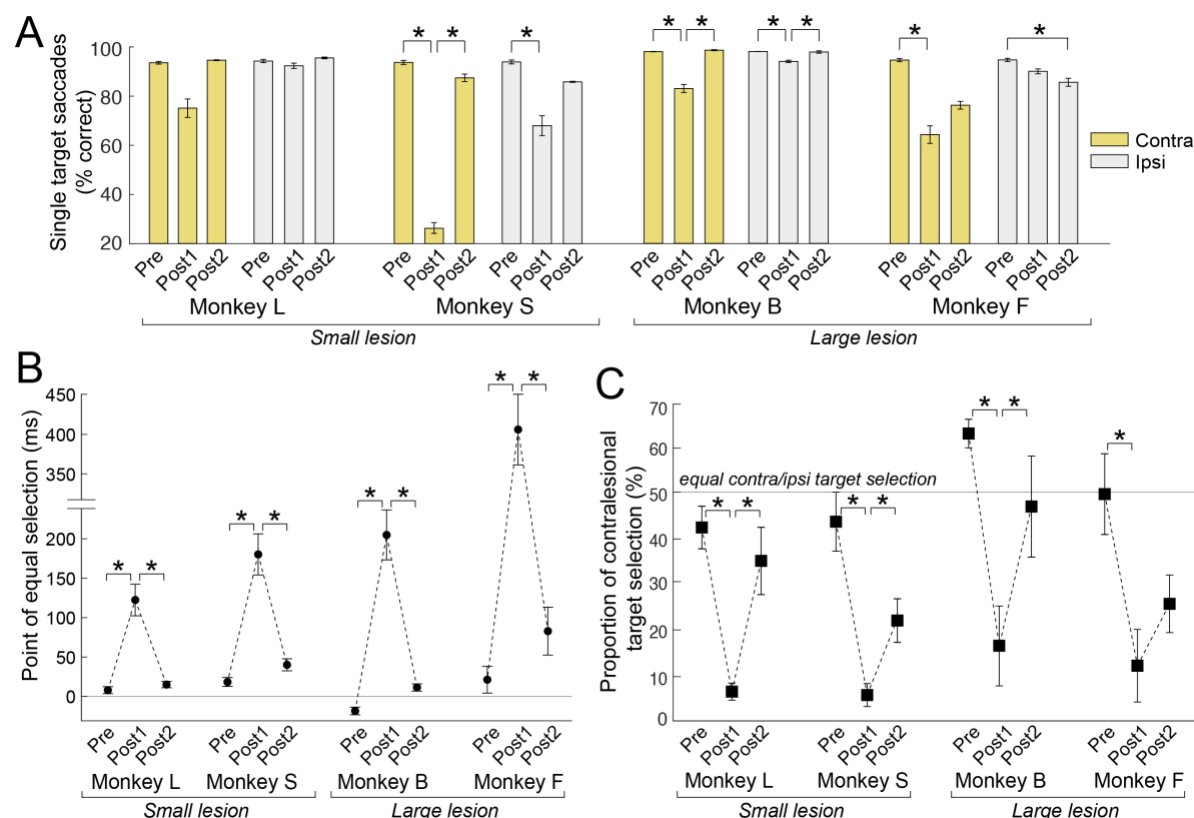 A
Single target saccades
(% correct)
100
80
60
40
20
* * * * * * * * *
Contra
Ipsi
Pre Post1 Post2 Pre Post1 Post2 Pre Post1 Post2 Pre Post1 Post2 Pre Post1 Post2 Pre Post1 Post2 Pre Post1 Post2 Pre Post1 Post2
Monkey L Monkey S Monkey B Monkey F
Small lesion Large lesion
B
Point of equal selection (ms)
450
400
350
200
150
100
50
0
* * * * * * * *
Pre Post1 Post2 Pre Post1 Post2 Pre Post1 Post2 Pre Post1 Post2
Monkey L Monkey S Monkey B Monkey F
Small lesion Large lesion
C
Proportion of contralesional
target selection (%)
70
60
50
40
30
20
10
0
equal contra/ipsi target selection
* * * * * * *
Pre Post1 Post2 Pre Post1 Post2 Pre Post1 Post2 Pre Post1 Post2
Monkey L Monkey S Monkey B Monkey F
Small lesion Large lesion